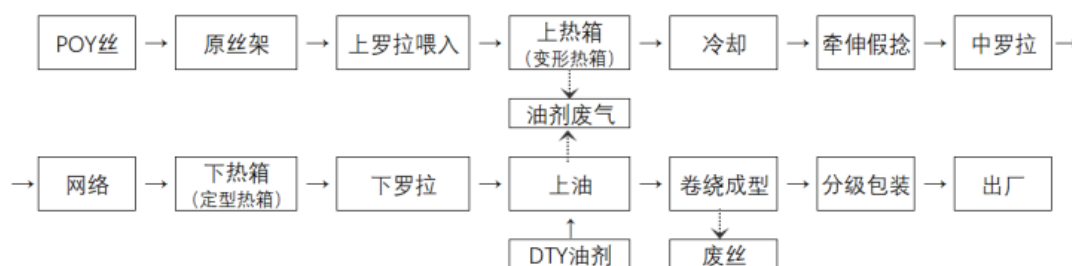 POY丝
原丝架
上罗拉喂入
上热箱
（变形热箱）
冷却
牵伸假捻
中罗拉
油剂废气
网络
下热箱
（定型热箱）
下罗拉
上油
卷绕成型
分级包装
出厂
DTY油剂
废丝